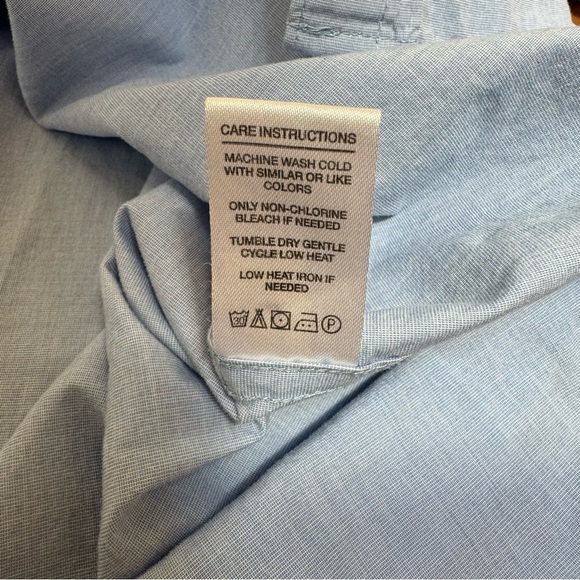 CARE INSTRUCTIONS
MACHINE WASH COLD
WITH SIMILAR OR LIKE
COLORS
ONLY NON-CHLORINE
BLEACH IF NEEDED
TUMBLE DRY GENTLE
CYCLE LOW HEAT
LOW HEAT IRON IF
NEEDED
30 P